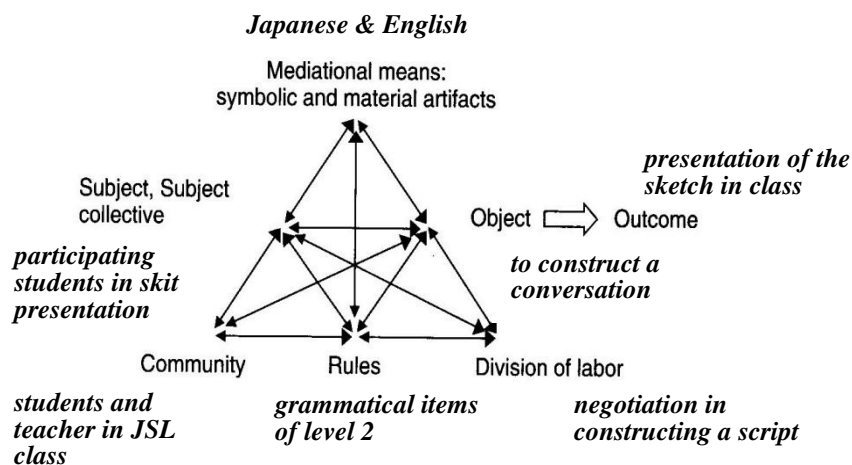 Japanese & English
Mediational means:
symbolic and material artifacts
presentation of the
sketch in class
Subject, Subject
collective
Object
Outcome
participating
students in skit
presentation
to construct a
conversation
Community
Rules
Division of labor
students and
teacher in JSL
class
grammatical items
of level 2
negotiation in
constructing a script